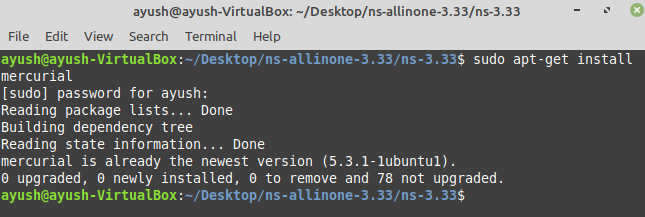 ayush@ayush-VirtualBox: ~/Desktop/ns-allinone-3.33/ns-3.33
File Edit View Search Terminal Help
ayush@ayush-VirtualBox:~/Desktop/ns-allinone-3.33/ns-3.33$ sudo apt-get install
mercurial
[sudo] password for ayush:
Reading package lists... Done
Building dependency tree
Reading state information... Done
mercurial is already the newest version (5.3.1-1ubuntu1).
0 upgraded, 0 newly installed, 0 to remove and 78 not upgraded.
ayush@ayush-VirtualBox:~/Desktop/ns-allinone-3.33/ns-3.33$